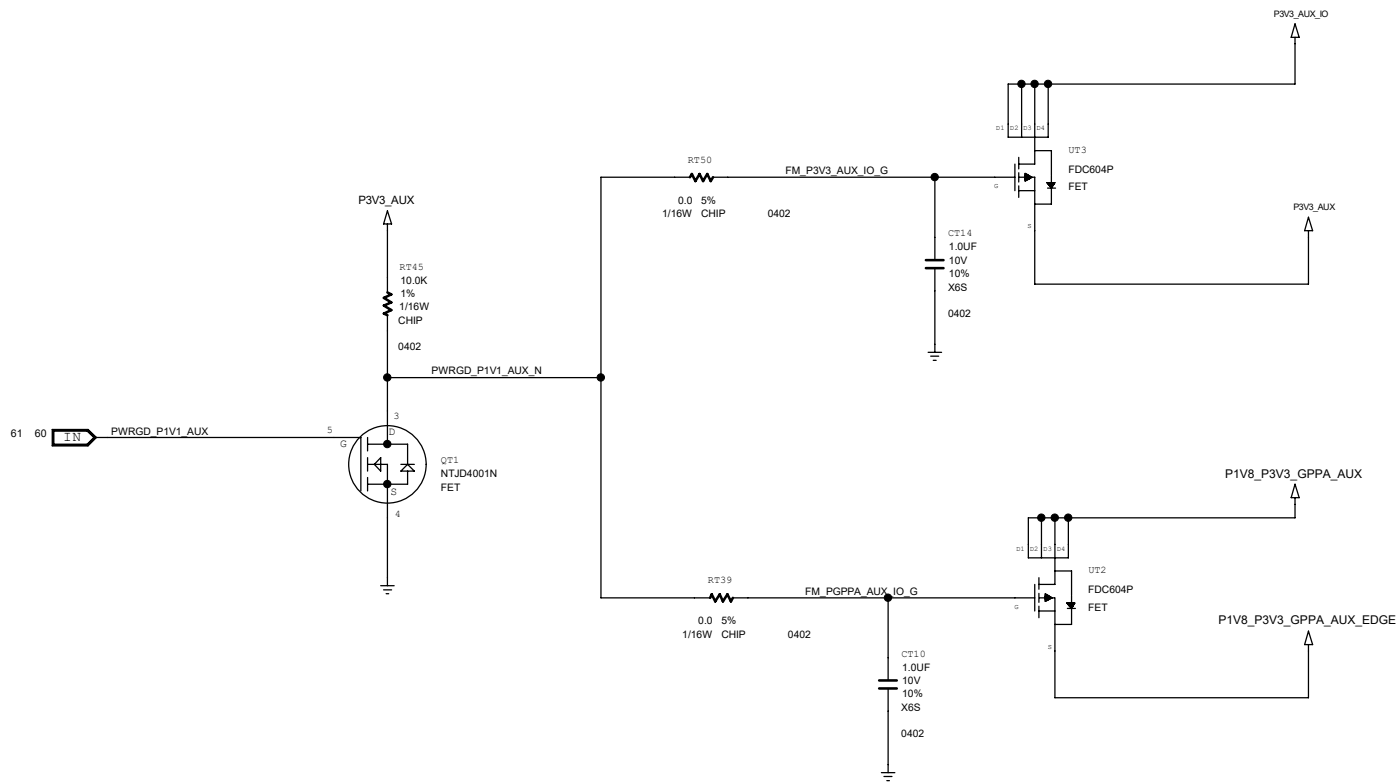 P3V3_AUX_IO
D1 D2 D3 D4
UT3
FDC604P
FET
G
S
P3V3_AUX
RT50
0.0 5%
1/16W CHIP 0402
FM_P3V3_AUX_IO_G
CT14
1.0UF
10V
10%
X6S
0402
P3V3_AUX
RT45
10.0K
1%
1/16W
CHIP
0402
PWRGD_P1V1_AUX_N
61 60 IN PWRGD_P1V1_AUX
5
G
3
D
S
4
QT1
NTJD4001N
FET
P1V8_P3V3_GPPA_AUX
D1 D2 D3 D4
UT2
FDC604P
FET
G
S
P1V8_P3V3_GPPA_AUX_EDGE
RT39
0.0 5%
1/16W CHIP 0402
FM_PGPPA_AUX_IO_G
CT10
1.0UF
10V
10%
X6S
0402